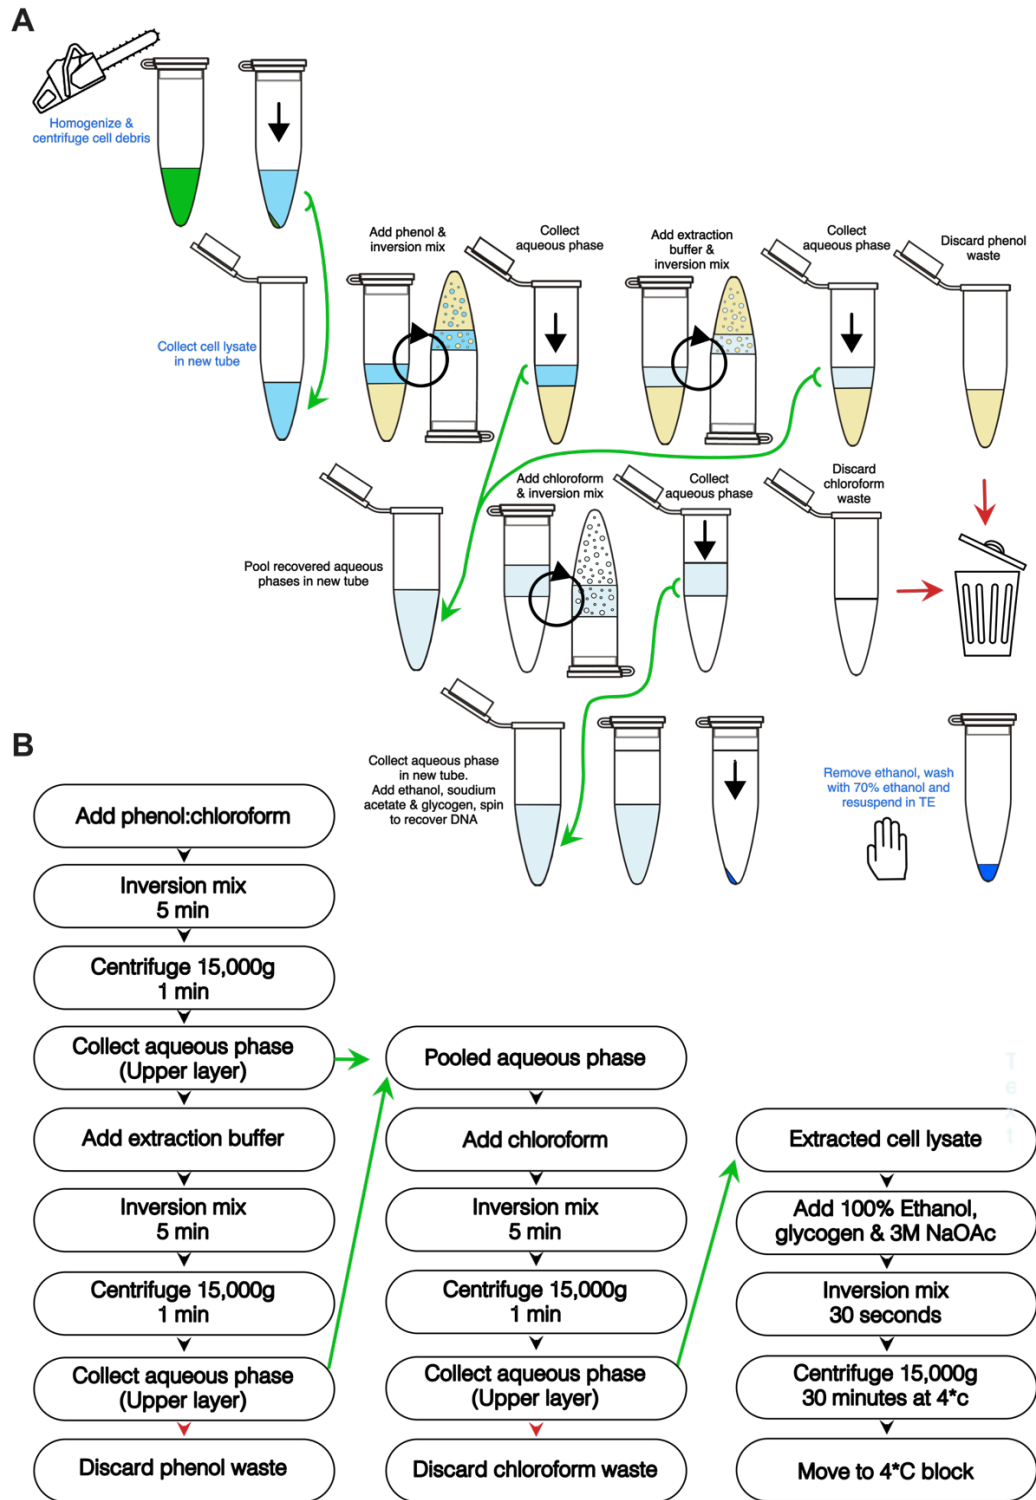 A
Homogenize &
centrifuge cell debris
Collect cell lysate
in new tube
Add phenol &
inversion mix
Collect
aqueous phase
Add extraction
buffer &
inversion mix
Collect
aqueous phase
Discard phenol
waste
Pool recovered aqueous
phases in new tube
Add chloroform
& inversion mix
Collect
aqueous phase
Discard
chloroform
waste
Collect aqueous phase
in new tube.
Add ethanol, soudium
acetate & glycogen, spin
to recover DNA
Remove ethanol, wash
with 70% ethanol and
resuspend in TE
B
Add phenol:chloroform
Inversion mix
5 min
Centrifuge 15,000g
1 min
Collect aqueous phase
(Upper layer)
Add extraction buffer
Inversion mix
5 min
Centrifuge 15,000g
1 min
Collect aqueous phase
(Upper layer)
Discard phenol waste
Pooled aqueous phase
Add chloroform
Inversion mix
5 min
Centrifuge 15,000g
1 min
Collect aqueous phase
(Upper layer)
Discard chloroform waste
Extracted cell lysate
Add 100% Ethanol,
glycogen & 3M NaOAc
Inversion mix
30 seconds
Centrifuge 15,000g
30 minutes at 4*c
Move to 4*C block